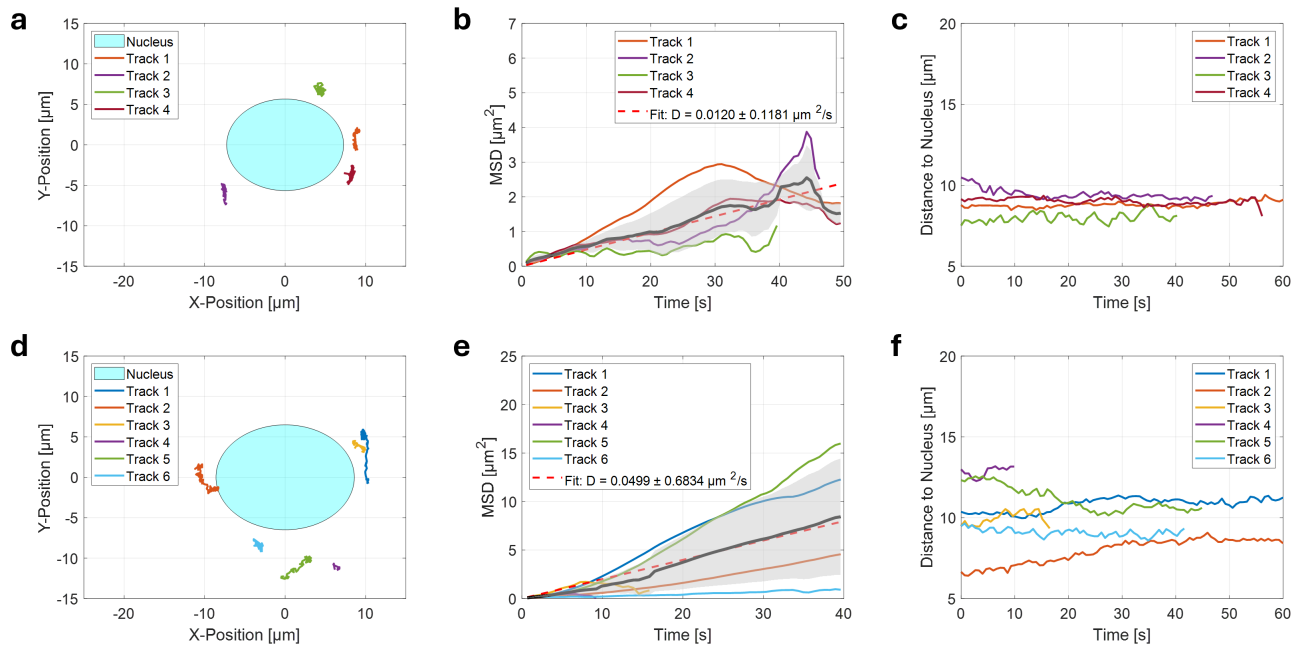 a
15
10
5
0
-5
-10
-15
-20
-10
0
10
X-Position [µm]
Y-Position [µm]
Nucleus
Track 1
Track 2
Track 3
Track 4
b
7
6
5
4
3
2
1
0
0
10
20
30
40
50
Time [s]
MSD [µm²]
Track 1
Track 2
Track 3
Track 4
Fit: D = 0.0120 ± 0.1181 µm ²/s
c
20
15
10
5
0
10
20
30
40
50
60
Time [s]
Distance to Nucleus [µm]
Track 1
Track 2
Track 3
Track 4
d
15
10
5
0
-5
-10
-15
-20
-10
0
10
X-Position [µm]
Y-Position [µm]
Nucleus
Track 1
Track 2
Track 3
Track 4
Track 5
Track 6
e
25
20
15
10
5
0
0
10
20
30
40
Time [s]
MSD [µm²]
Track 1
Track 2
Track 3
Track 4
Track 5
Track 6
Fit: D = 0.0499 ± 0.6834 µm ²/s
f
20
15
10
5
0
10
20
30
40
50
60
Time [s]
Distance to Nucleus [µm]
Track 1
Track 2
Track 3
Track 4
Track 5
Track 6